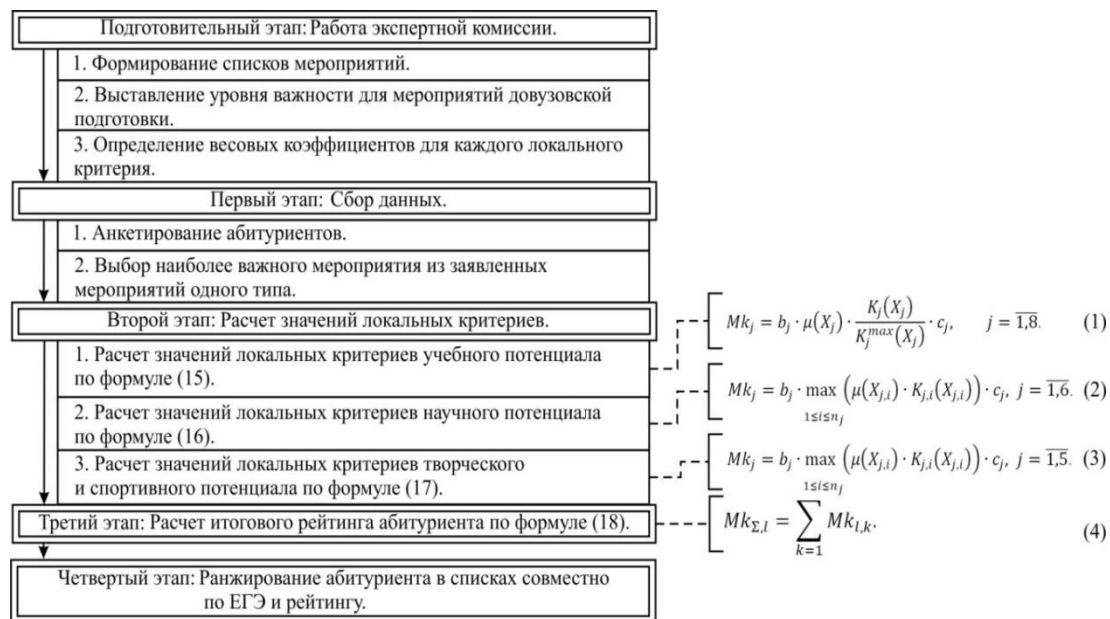 Подготовительный этап: Работа экспертной комиссии.
1. Формирование списков мероприятий.
2. Выставление уровня важности для мероприятий довузовской
подготовки.
3. Определение весовых коэффициентов для каждого локального
критерия.
Первый этап: Сбор данных.
1. Анкетирование абитуриентов.
2. Выбор наиболее важного мероприятия из заявленных
мероприятий одного типа.
Второй этап: Расчет значений локальных критериев.
1. Расчет значений локальных критериев учебного потенциала
по формуле (15).
2. Расчет значений локальных критериев научного потенциала
по формуле (16).
3. Расчет значений локальных критериев творческого
и спортивного потенциала по формуле (17).
Третий этап: Расчет итогового рейтинга абитуриента по формуле (18).
Четвертый этап: Ранжирование абитуриента в списках совместно
по ЕГЭ и рейтингу.
Mk_j = b_j · μ(X_j) · K_j(X_j) / K_j^max(X_j) · c_j, j = \overline{1,8}. (1)
Mk_j = b_j · max_{1≤i≤n_j} (μ(X_{j,i}) · K_{j,i}(X_{j,i})) · c_j, j = \overline{1,6}. (2)
Mk_j = b_j · max_{1≤i≤n_j} (μ(X_{j,i}) · K_{j,i}(X_{j,i})) · c_j, j = \overline{1,5}. (3)
Mk_{Σ,l} = ∑_{k=1} Mk_{l,k}. (4)